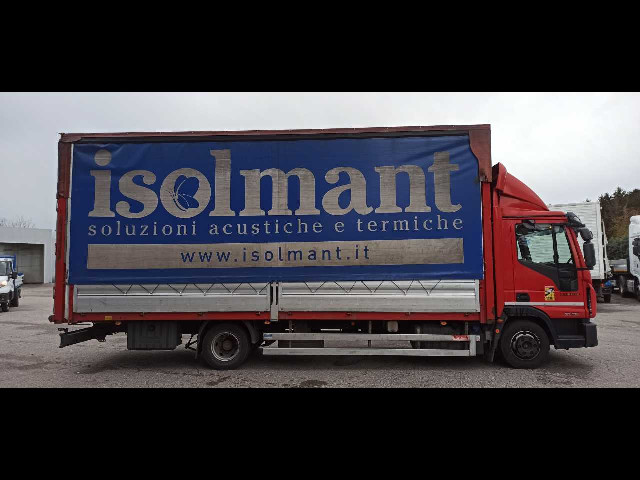 isolmant
soluzioni acustiche e termiche
www.isolmant.it